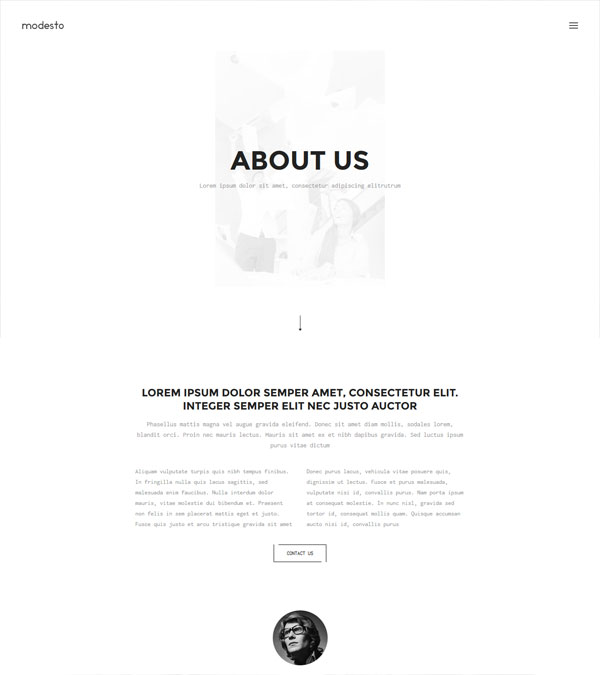 modesto
ABOUT US
Lorem ipsum dolor sit amet, consectetur adipiscing elitrutrum
LOREM IPSUM DOLOR SEMPER AMET, CONSECTETUR ELIT.
INTEGER SEMPER ELIT NEC JUSTO AUCTOR
Phasellus mattis magna vel augue gravida eleifend. Donec sit amet diam mollis, sodales lorem,
blandit orci. Proin nec mauris lectus. Mauris sit amet ex et nibh dapibus gravida. Sed luctus ipsum
purus vitae dictum
Aliquam vulputate turpis quis nibh tempus finibus.
In fringilla nulla quis lacus sagittis, sed
malesuada enim faucibus. Nulla interdum dolor
mauris, vitae molestie dui bibendum et. Praesent
non felis in sem placerat mattis eget et justo.
Fusce quis justo et arcu tristique gravida sit amet
Donec purus lacus, vehicula vitae posuere quis,
dignissim ut lectus. Fusce et purus malesuada,
vulputate nisi id, convallis purus. Nam porta ipsum
at consequat molestie. In nunc nisl, gravida sed
tortor id, consequat mollis quam. Quisque accumsan
aucto nisi id, convallis purus
CONTACT US